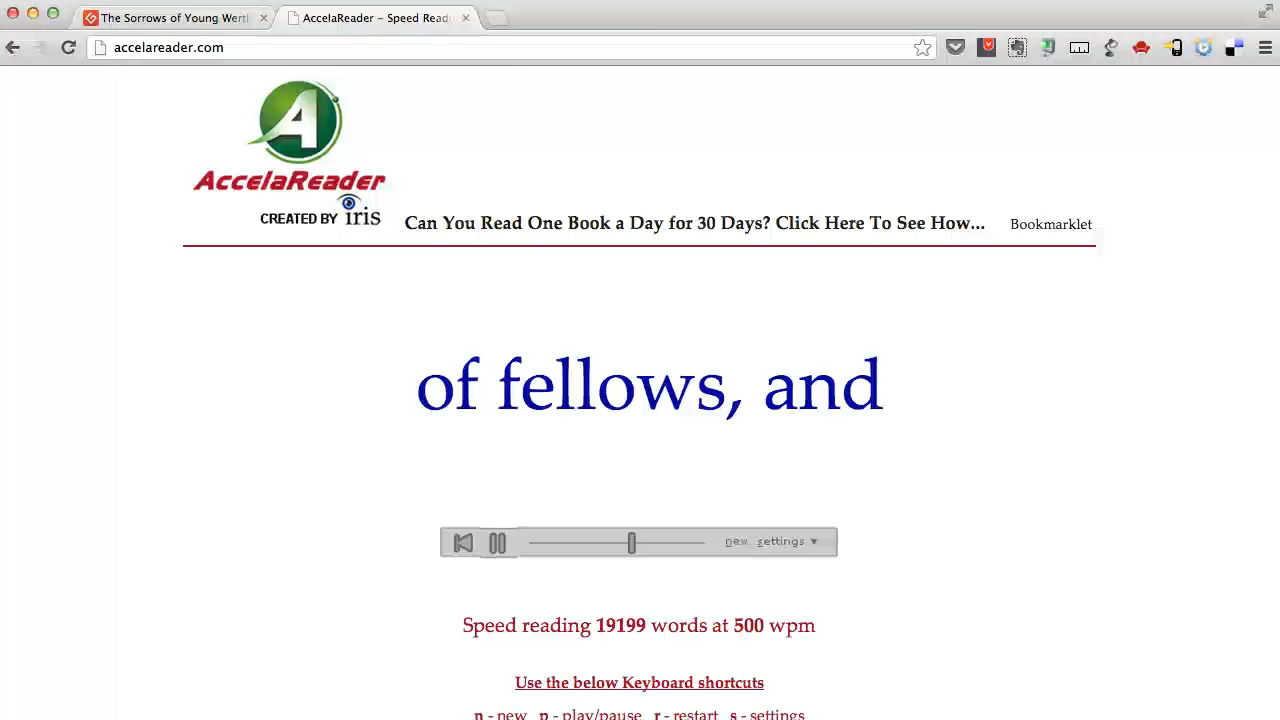 The Sorrows of Young Wert
AccelaReader – Speed Read
accelareader.com
A
AccelaReader
CREATED BY iris
Can You Read One Book a Day for 30 Days? Click Here To See How...
Bookmarklet
of fellows, and
new settings ▼
Speed reading 19199 words at 500 wpm
Use the below Keyboard shortcuts
n - new p - play/pause r - restart s - settings